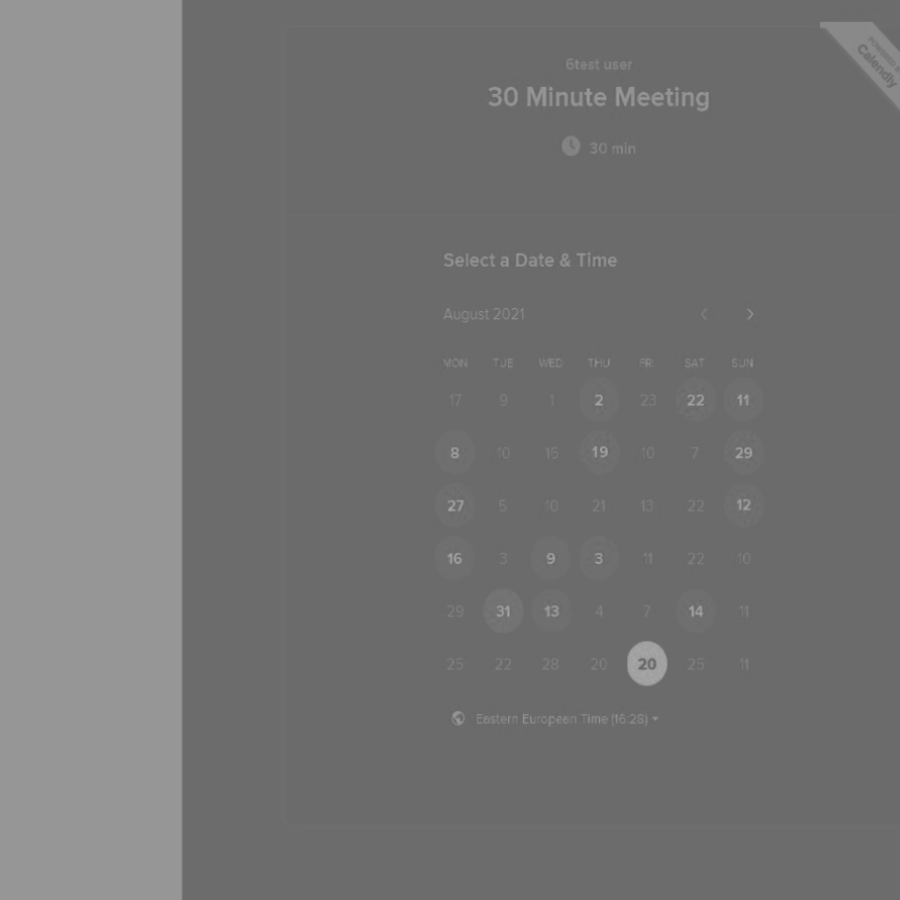 POWERED BY
Calendly
6test user
30 Minute Meeting
30 min
Select a Date & Time
August 2021
MON TUE WED THU FRI SAT SUN
17 9 1 2 23 22 11
8 10 15 19 10 7 29
27 5 10 21 13 22 12
16 3 9 3 11 22 10
29 31 13 4 7 14 11
25 22 28 20 20 25 11
Eastern European Time (16:28)